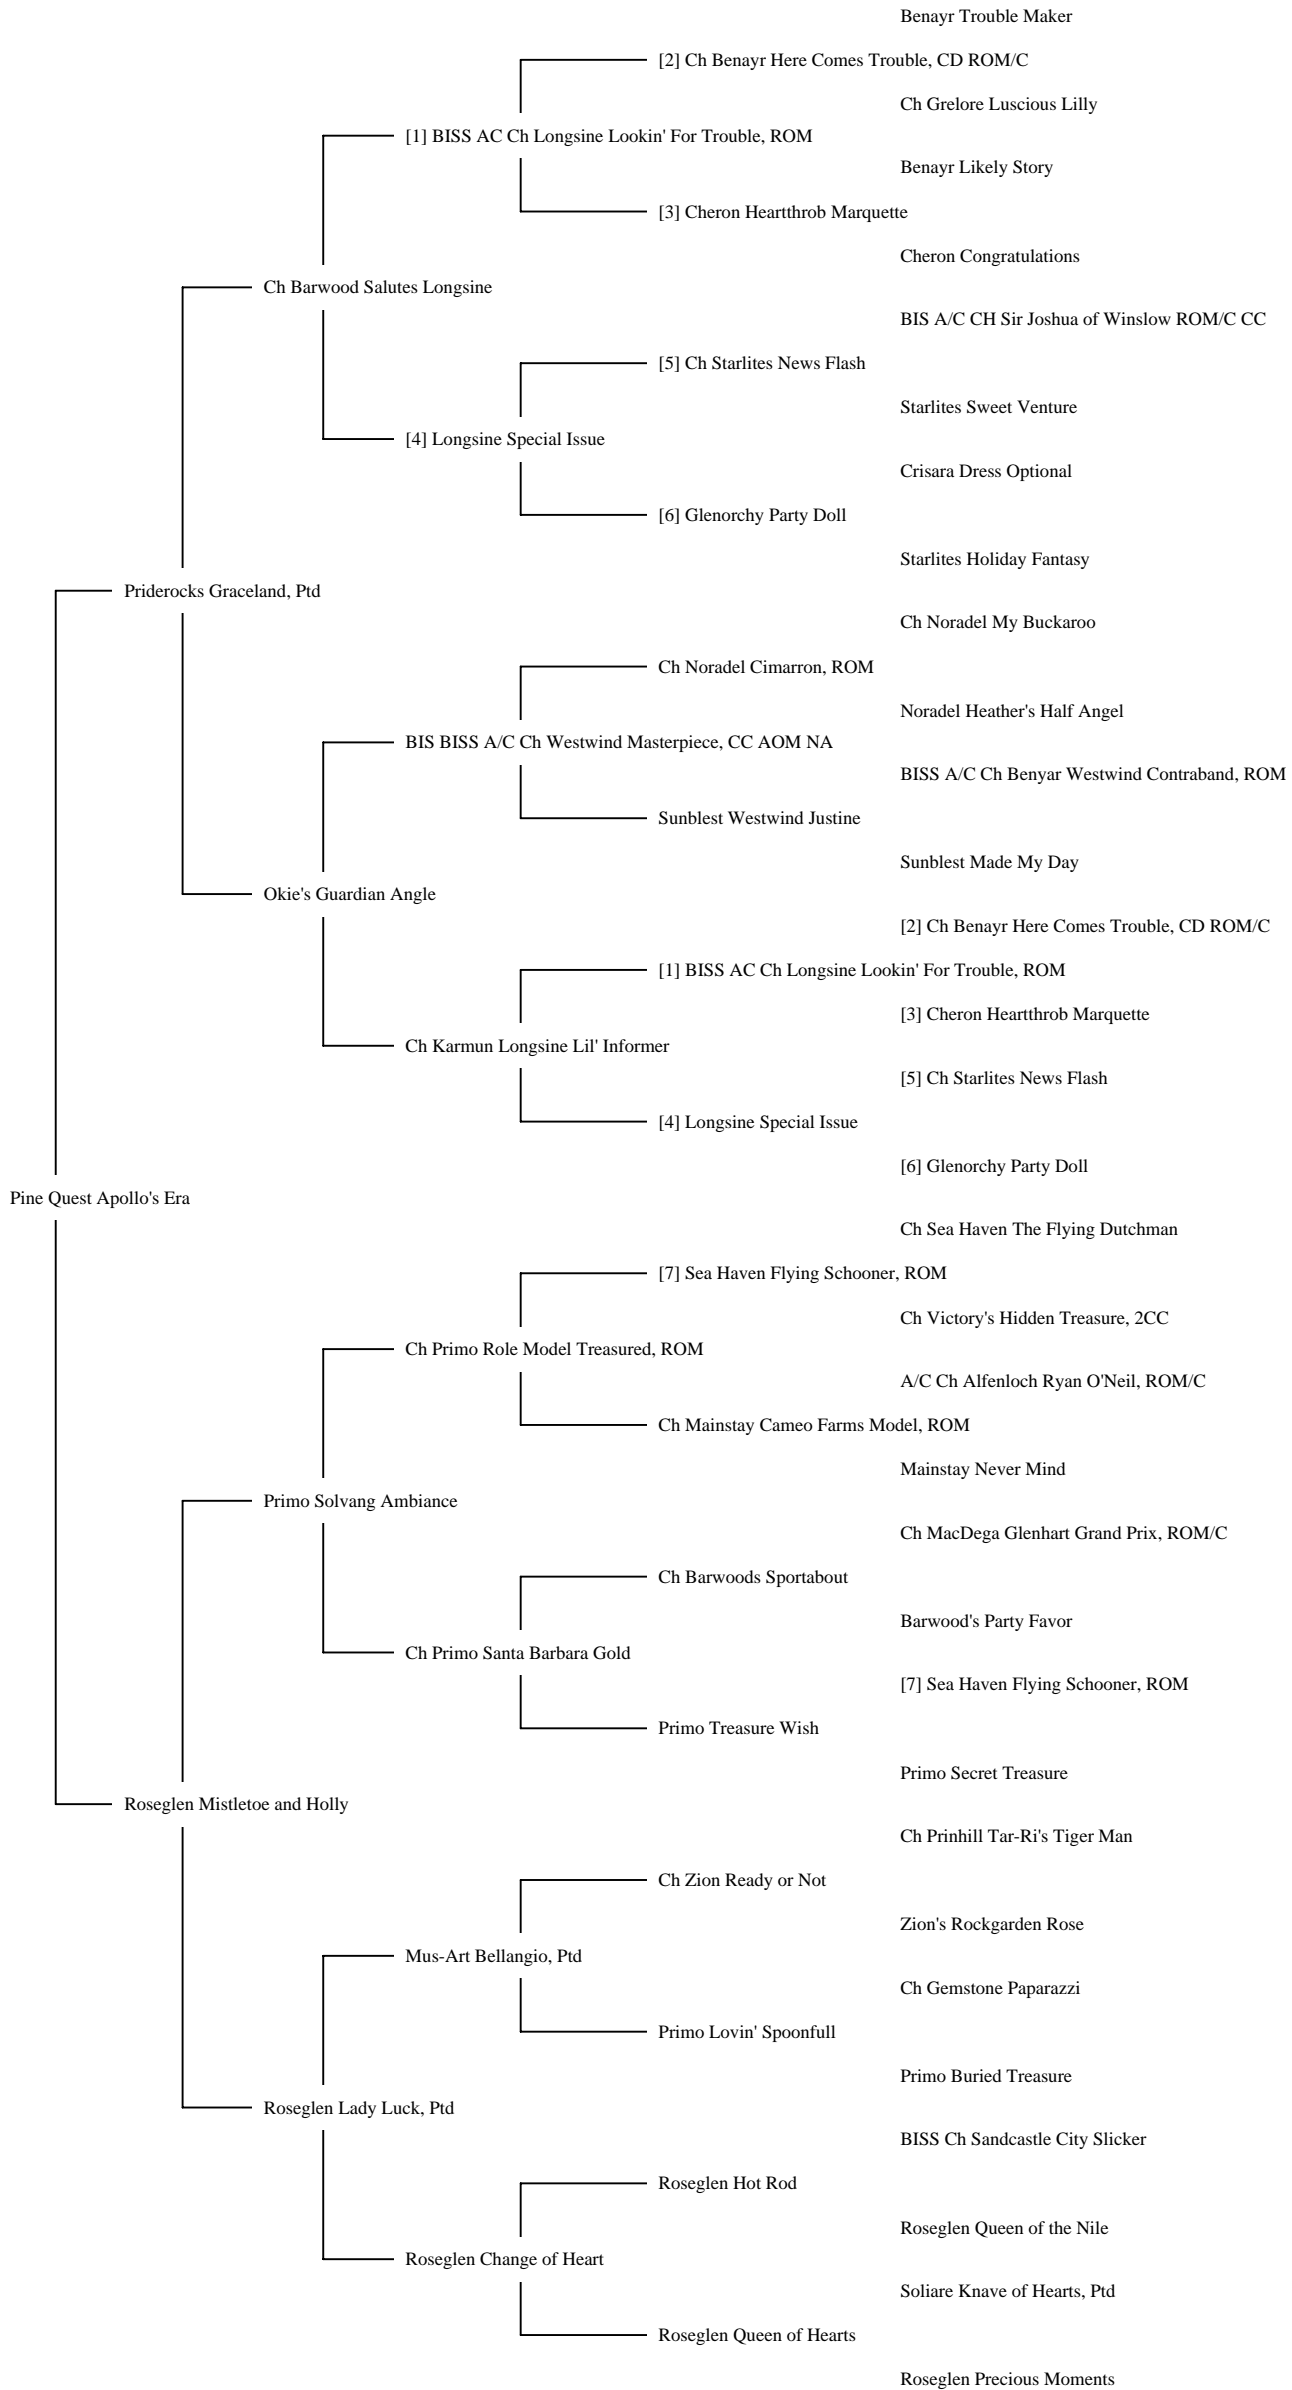 Benayr Trouble Maker
[2] Ch Benayr Here Comes Trouble, CD ROM/C
Ch Grelore Luscious Lilly
[1] BISS AC Ch Longsine Lookin' For Trouble, ROM
Benayr Likely Story
[3] Cheron Heartthrob Marquette
Cheron Congratulations
Ch Barwood Salutes Longsine
BIS A/C CH Sir Joshua of Winslow ROM/C CC
[5] Ch Starlites News Flash
Starlites Sweet Venture
[4] Longsine Special Issue
Crisara Dress Optional
[6] Glenorchy Party Doll
Starlites Holiday Fantasy
Priderocks Graceland, Ptd
Ch Noradel My Buckaroo
Ch Noradel Cimarron, ROM
Noradel Heather's Half Angel
BIS BISS A/C Ch Westwind Masterpiece, CC AOM NA
BISS A/C Ch Benyar Westwind Contraband, ROM
Sunblest Westwind Justine
Sunblest Made My Day
Okie's Guardian Angle
[2] Ch Benayr Here Comes Trouble, CD ROM/C
[1] BISS AC Ch Longsine Lookin' For Trouble, ROM
[3] Cheron Heartthrob Marquette
Ch Karmun Longsine Lil' Informer
[5] Ch Starlites News Flash
[4] Longsine Special Issue
[6] Glenorchy Party Doll
Pine Quest Apollo's Era
Ch Sea Haven The Flying Dutchman
[7] Sea Haven Flying Schooner, ROM
Ch Victory's Hidden Treasure, 2CC
Ch Primo Role Model Treasured, ROM
A/C Ch Alfenloch Ryan O'Neil, ROM/C
Ch Mainstay Cameo Farms Model, ROM
Mainstay Never Mind
Primo Solvang Ambiance
Ch MacDega Glenhart Grand Prix, ROM/C
Ch Barwoods Sportabout
Barwood's Party Favor
Ch Primo Santa Barbara Gold
[7] Sea Haven Flying Schooner, ROM
Primo Treasure Wish
Primo Secret Treasure
Roseglen Mistletoe and Holly
Ch Prinhill Tar-Ri's Tiger Man
Ch Zion Ready or Not
Zion's Rockgarden Rose
Mus-Art Bellangio, Ptd
Ch Gemstone Paparazzi
Primo Lovin' Spoonfull
Primo Buried Treasure
Roseglen Lady Luck, Ptd
BISS Ch Sandcastle City Slicker
Roseglen Hot Rod
Roseglen Queen of the Nile
Roseglen Change of Heart
Soliare Knave of Hearts, Ptd
Roseglen Queen of Hearts
Roseglen Precious Moments